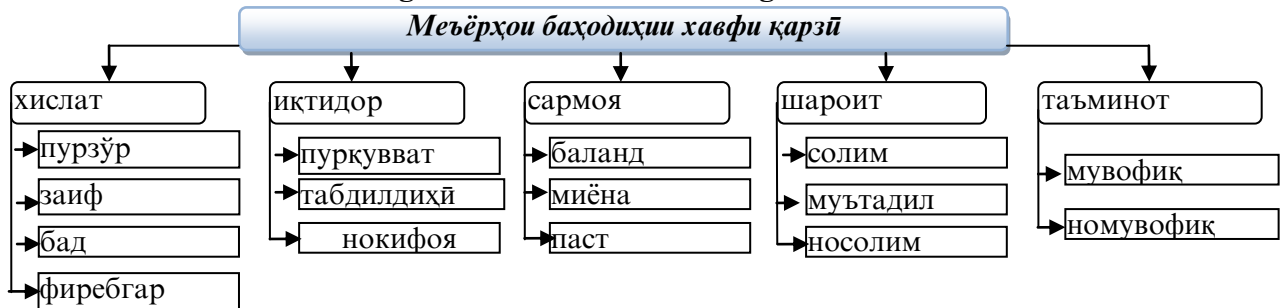 Меъёрҳои баҳодиҳии хавфи қарзӣ
хислат
пурзӯр
заиф
бад
фиребгар
иқтидор
пурқувват
табдилдиҳӣ
нокифоя
сармоя
баланд
миёна
паст
шароит
солим
муътадил
носолим
таъминот
мувофиқ
номувофиқ